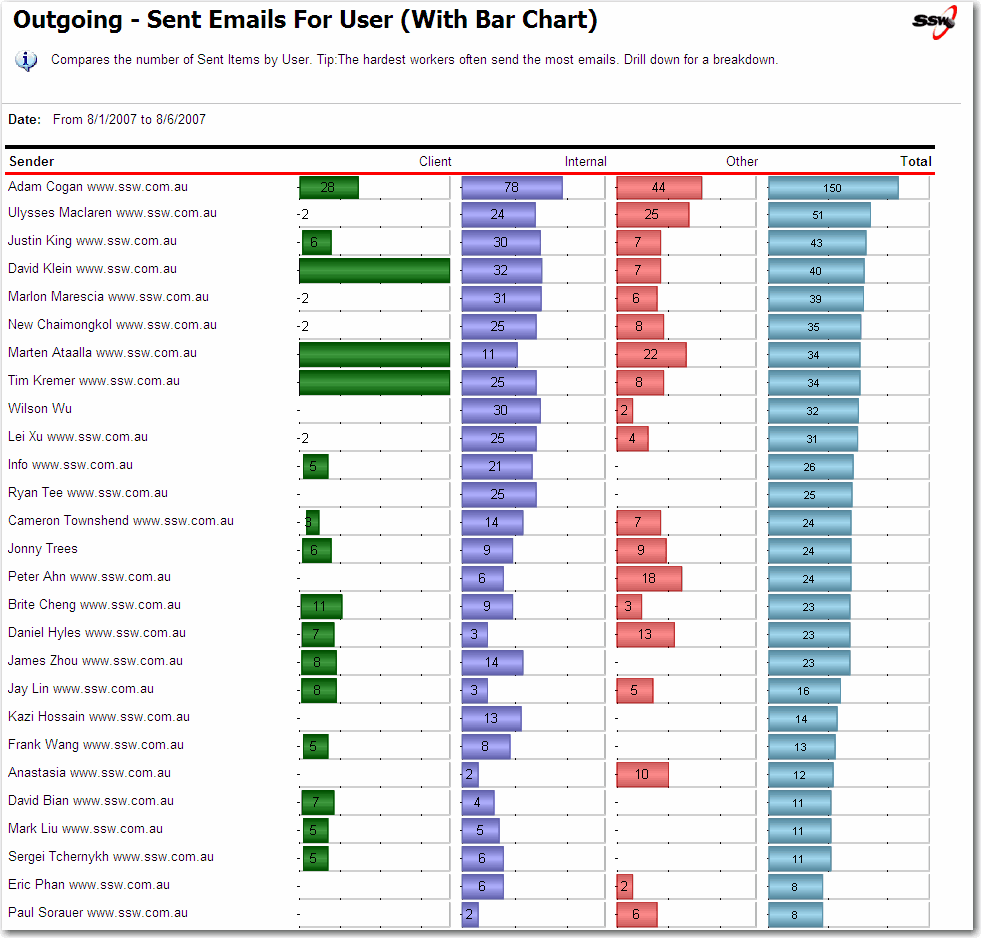 Outgoing - Sent Emails For User (With Bar Chart)
SSW
Compares the number of Sent Items by User. Tip:The hardest workers often send the most emails. Drill down for a breakdown.
Date: From 8/1/2007 to 8/6/2007
Sender Client Internal Other Total
Adam Cogan www.ssw.com.au 28 78 44 150
Ulysses Maclaren www.ssw.com.au -2 24 25 51
Justin King www.ssw.com.au 6 30 7 43
David Klein www.ssw.com.au 32 7 40
Marlon Marescia www.ssw.com.au -2 31 6 39
New Chaimongkol www.ssw.com.au -2 25 8 35
Marten Ataalla www.ssw.com.au 11 22 34
Tim Kremer www.ssw.com.au 25 8 34
Wilson Wu - 30 2 32
Lei Xu www.ssw.com.au -2 25 4 31
Info www.ssw.com.au 5 21 - 26
Ryan Tee www.ssw.com.au - 25 - 25
Cameron Townshend www.ssw.com.au 3 14 7 24
Jonny Trees 6 9 9 24
Peter Ahn www.ssw.com.au - 6 18 24
Brite Cheng www.ssw.com.au 11 9 3 23
Daniel Hyles www.ssw.com.au 7 3 13 23
James Zhou www.ssw.com.au 8 14 - 23
Jay Lin www.ssw.com.au 8 3 5 16
Kazi Hossain www.ssw.com.au - 13 - 14
Frank Wang www.ssw.com.au 5 8 - 13
Anastasia www.ssw.com.au - 2 10 12
David Bian www.ssw.com.au 7 4 - 11
Mark Liu www.ssw.com.au 5 5 - 11
Sergei Tchernykh www.ssw.com.au 5 6 - 11
Eric Phan www.ssw.com.au - 6 2 8
Paul Sorauer www.ssw.com.au - 2 6 8